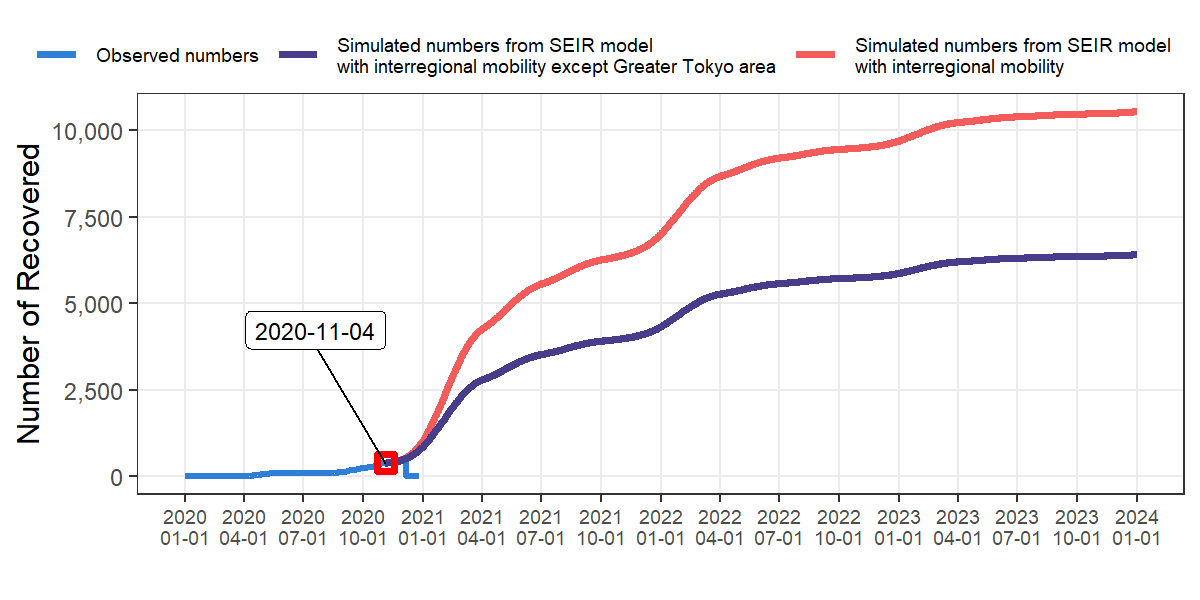 Observed numbers
Simulated numbers from SEIR model
with interregional mobility except Greater Tokyo area
Simulated numbers from SEIR model
with interregional mobility
Number of Recovered
10,000
7,500
5,000
2,500
0
2020-11-04
2020 2020 2020 2020 2021 2021 2021 2021 2022 2022 2022 2022 2023 2023 2023 2023 2024
01-01 04-01 07-01 10-01 01-01 04-01 07-01 10-01 01-01 04-01 07-01 10-01 01-01 04-01 07-01 10-01 01-01